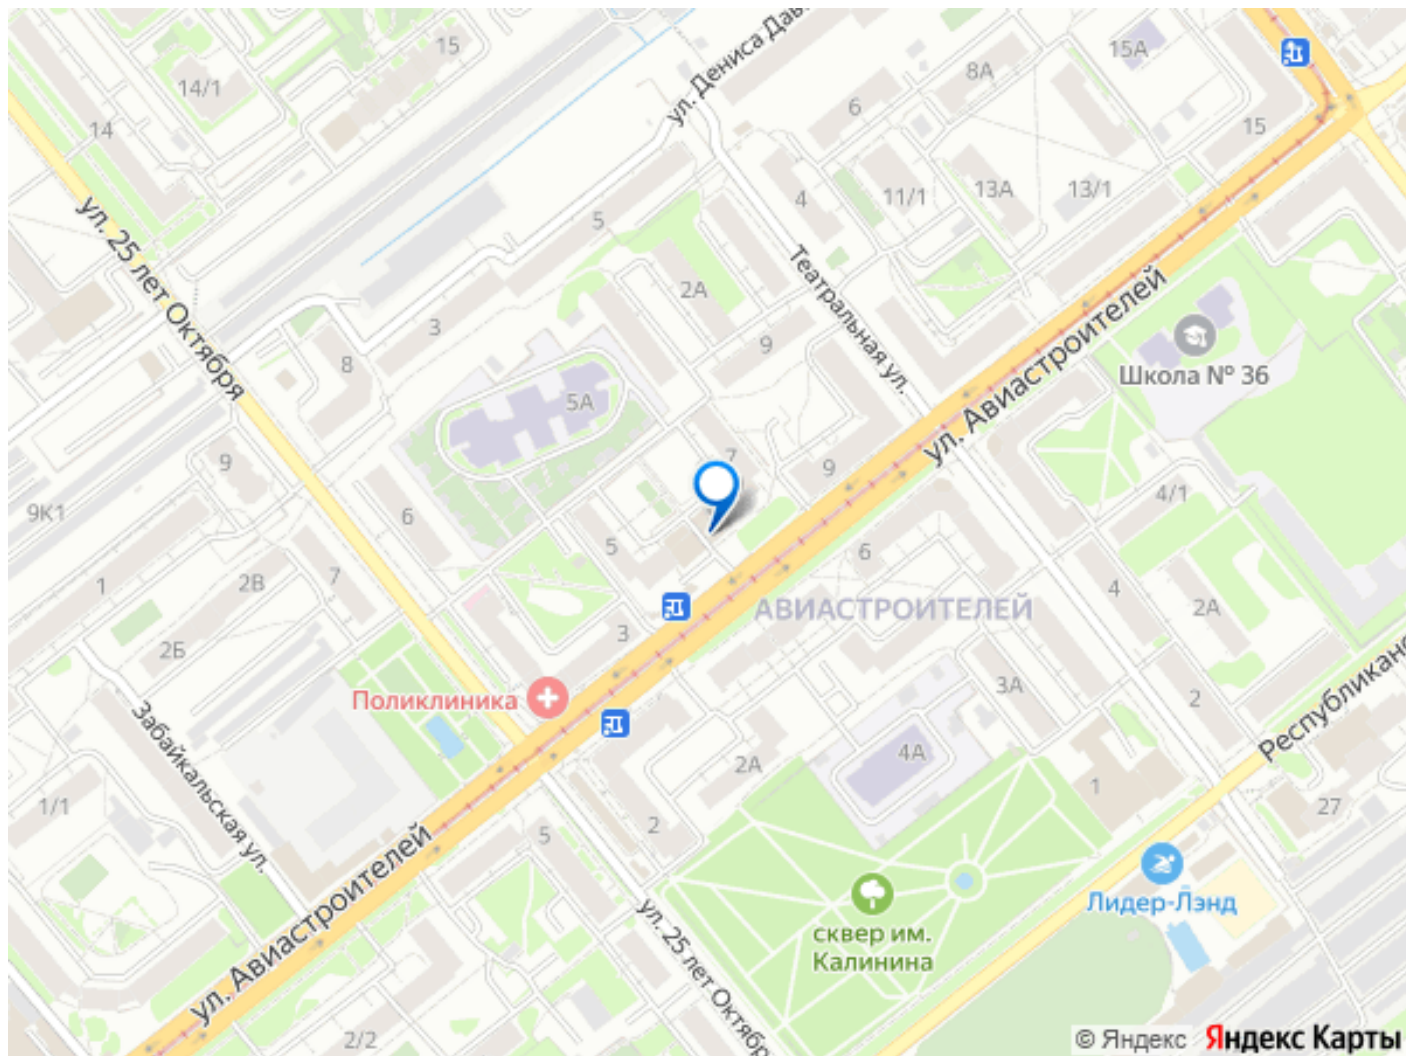 15
14/1
14
ул. Дениса Дав
15А
8А
6
15
4
11/1
13А
13/1
5
ул. 25 лет Октября
2А
Театральная ул.
3
8
9
ул. Авиастроителей
Школа № 36
5А
7
9
9
4/1
9К1
6
5
6
1
2В
7
4
2А
АВИАСТРОИТЕЛЕЙ
3
2Б
Поликлиника
3А
2
Республиканс
Забайкальская ул.
2А
4А
1
1/1
27
2
5
ул. Авиастроителей
Лидер-Лэнд
сквер им.
Калинина
ул. 25 лет Октябр
2/2
© Яндекс Яндекс Карты